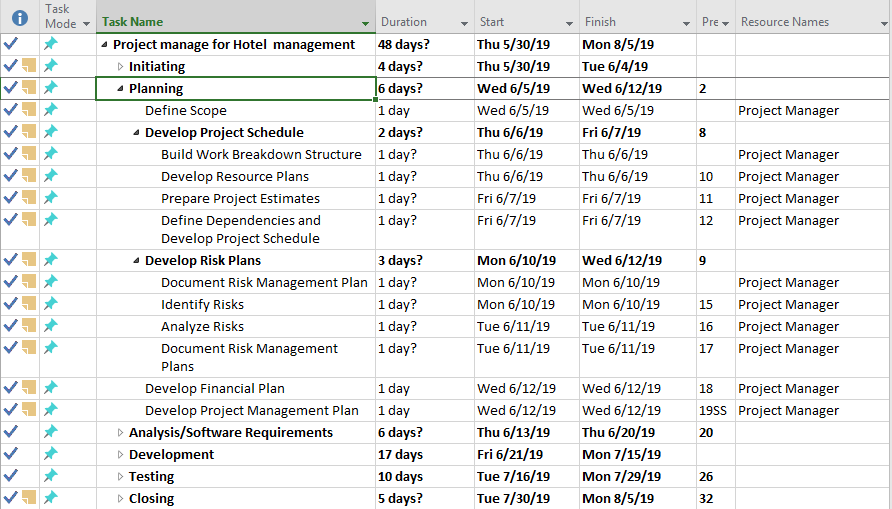 Task Mode Task Name Duration Start Finish Pre Resource Names
Project manage for Hotel management 48 days? Thu 5/30/19 Mon 8/5/19
Initiating 4 days? Thu 5/30/19 Tue 6/4/19
Planning 6 days? Wed 6/5/19 Wed 6/12/19 2
Define Scope 1 day Wed 6/5/19 Wed 6/5/19 Project Manager
Develop Project Schedule 2 days? Thu 6/6/19 Fri 6/7/19 8
Build Work Breakdown Structure 1 day? Thu 6/6/19 Thu 6/6/19 Project Manager
Develop Resource Plans 1 day? Thu 6/6/19 Thu 6/6/19 10 Project Manager
Prepare Project Estimates 1 day? Fri 6/7/19 Fri 6/7/19 11 Project Manager
Define Dependencies and 1 day? Fri 6/7/19 Fri 6/7/19 12 Project Manager
Develop Project Schedule
Develop Risk Plans 3 days? Mon 6/10/19 Wed 6/12/19 9
Document Risk Management Plan 1 day? Mon 6/10/19 Mon 6/10/19 Project Manager
Identify Risks 1 day? Mon 6/10/19 Mon 6/10/19 15 Project Manager
Analyze Risks 1 day? Tue 6/11/19 Tue 6/11/19 16 Project Manager
Document Risk Management 1 day? Tue 6/11/19 Tue 6/11/19 17 Project Manager
Plans
Develop Financial Plan 1 day Wed 6/12/19 Wed 6/12/19 18 Project Manager
Develop Project Management Plan 1 day Wed 6/12/19 Wed 6/12/19 19SS Project Manager
Analysis/Software Requirements 6 days? Thu 6/13/19 Thu 6/20/19 20
Development 17 days Fri 6/21/19 Mon 7/15/19
Testing 10 days Tue 7/16/19 Mon 7/29/19 26
Closing 5 days? Tue 7/30/19 Mon 8/5/19 32